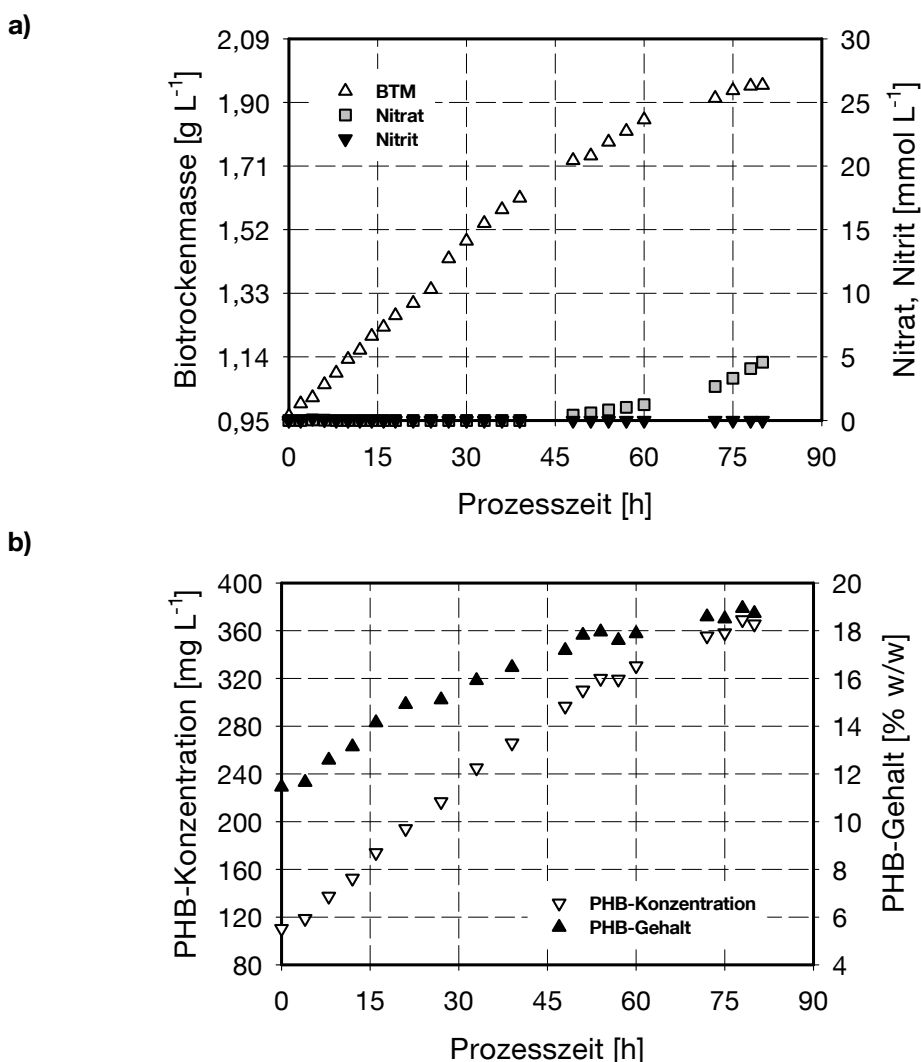 a)
2,09
1,90
1,71
1,52
1,33
1,14
0,95
Biotrockenmasse [g L-1]
BTM
Nitrat
Nitrit
30
25
20
15
10
5
0
Nitrat, Nitrit [mmol L-1]
0 15 30 45 60 75 90
Prozesszeit [h]
b)
400
360
320
280
240
200
160
120
80
PHB-Konzentration [mg L-1]
PHB-Konzentration
PHB-Gehalt
20
18
16
14
12
10
8
6
4
PHB-Gehalt [% w/w]
0 15 30 45 60 75 90
Prozesszeit [h]